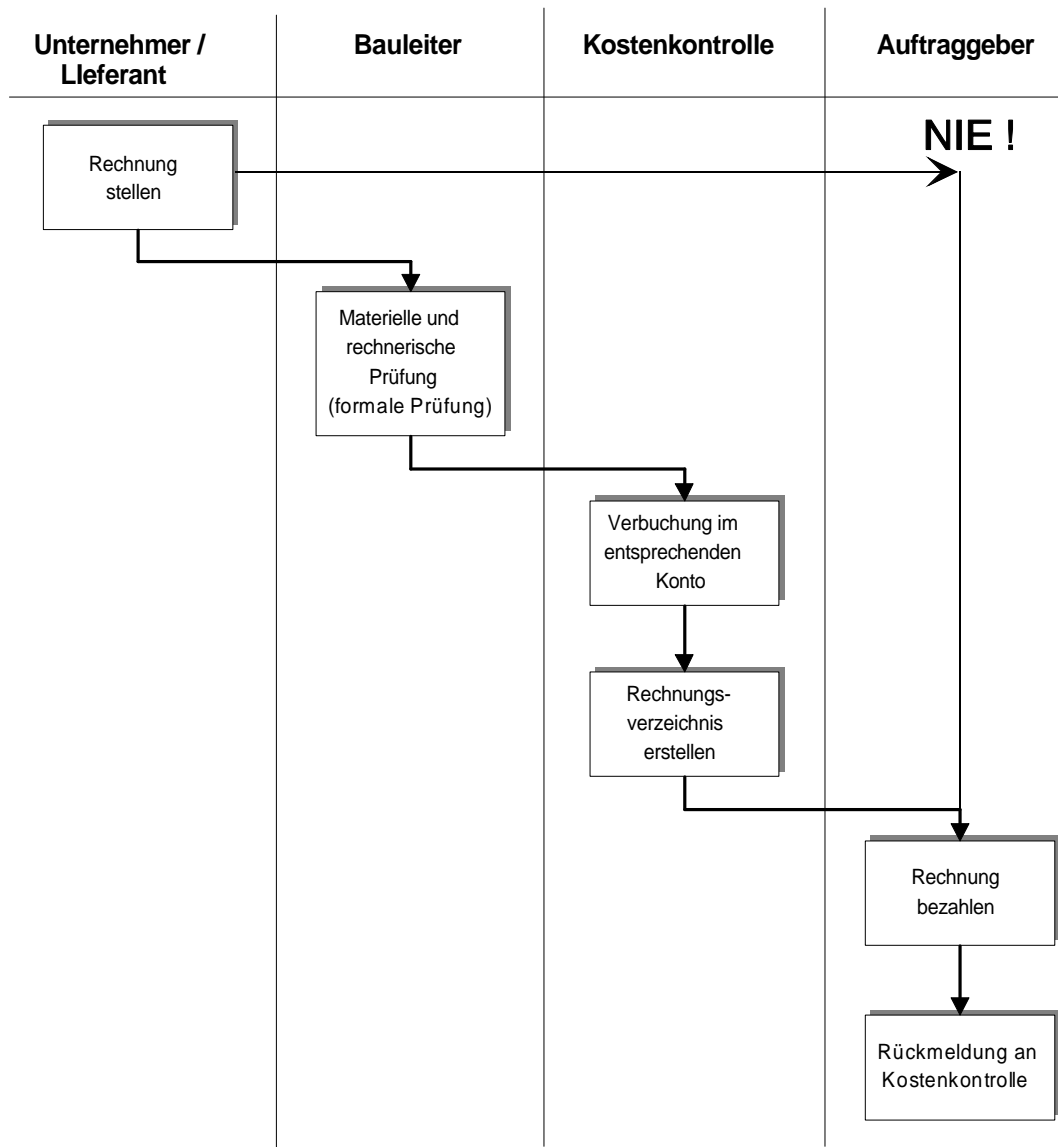 Unternehmer /
LIeferant
Bauleiter
Kostenkontrolle
Auftraggeber
NIE !
Rechnung
stellen
Materielle und
rechnerische
Prüfung
(formale Prüfung)
Verbuchung im
entsprechenden
Konto
Rechnungs-
verzeichnis
erstellen
Rechnung
bezahlen
Rückmeldung an
Kostenkontrolle